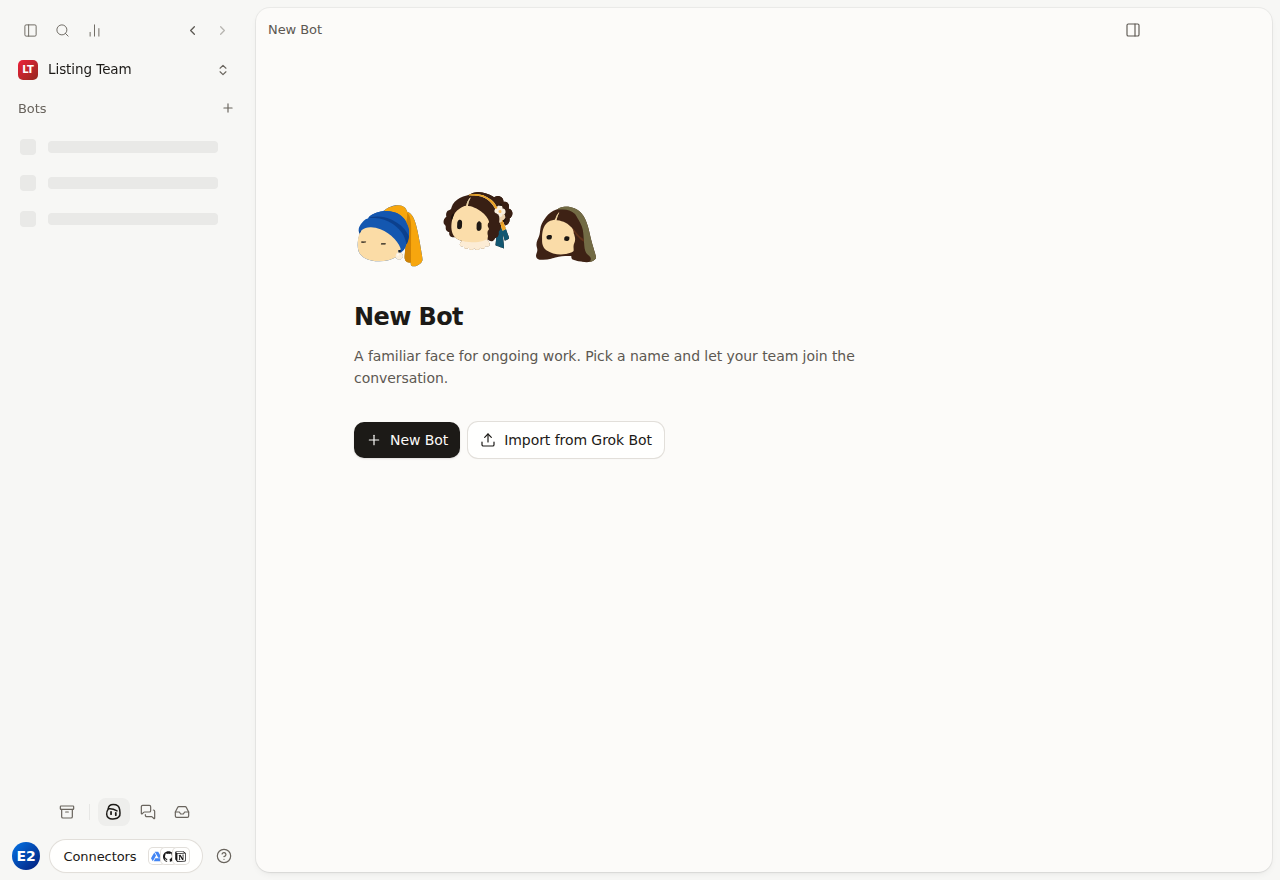 New Bot
LT
Listing Team
Bots
New Bot
A familiar face for ongoing work. Pick a name and let your team join the
conversation.
New Bot
Import from Grok Bot
E2
Connectors